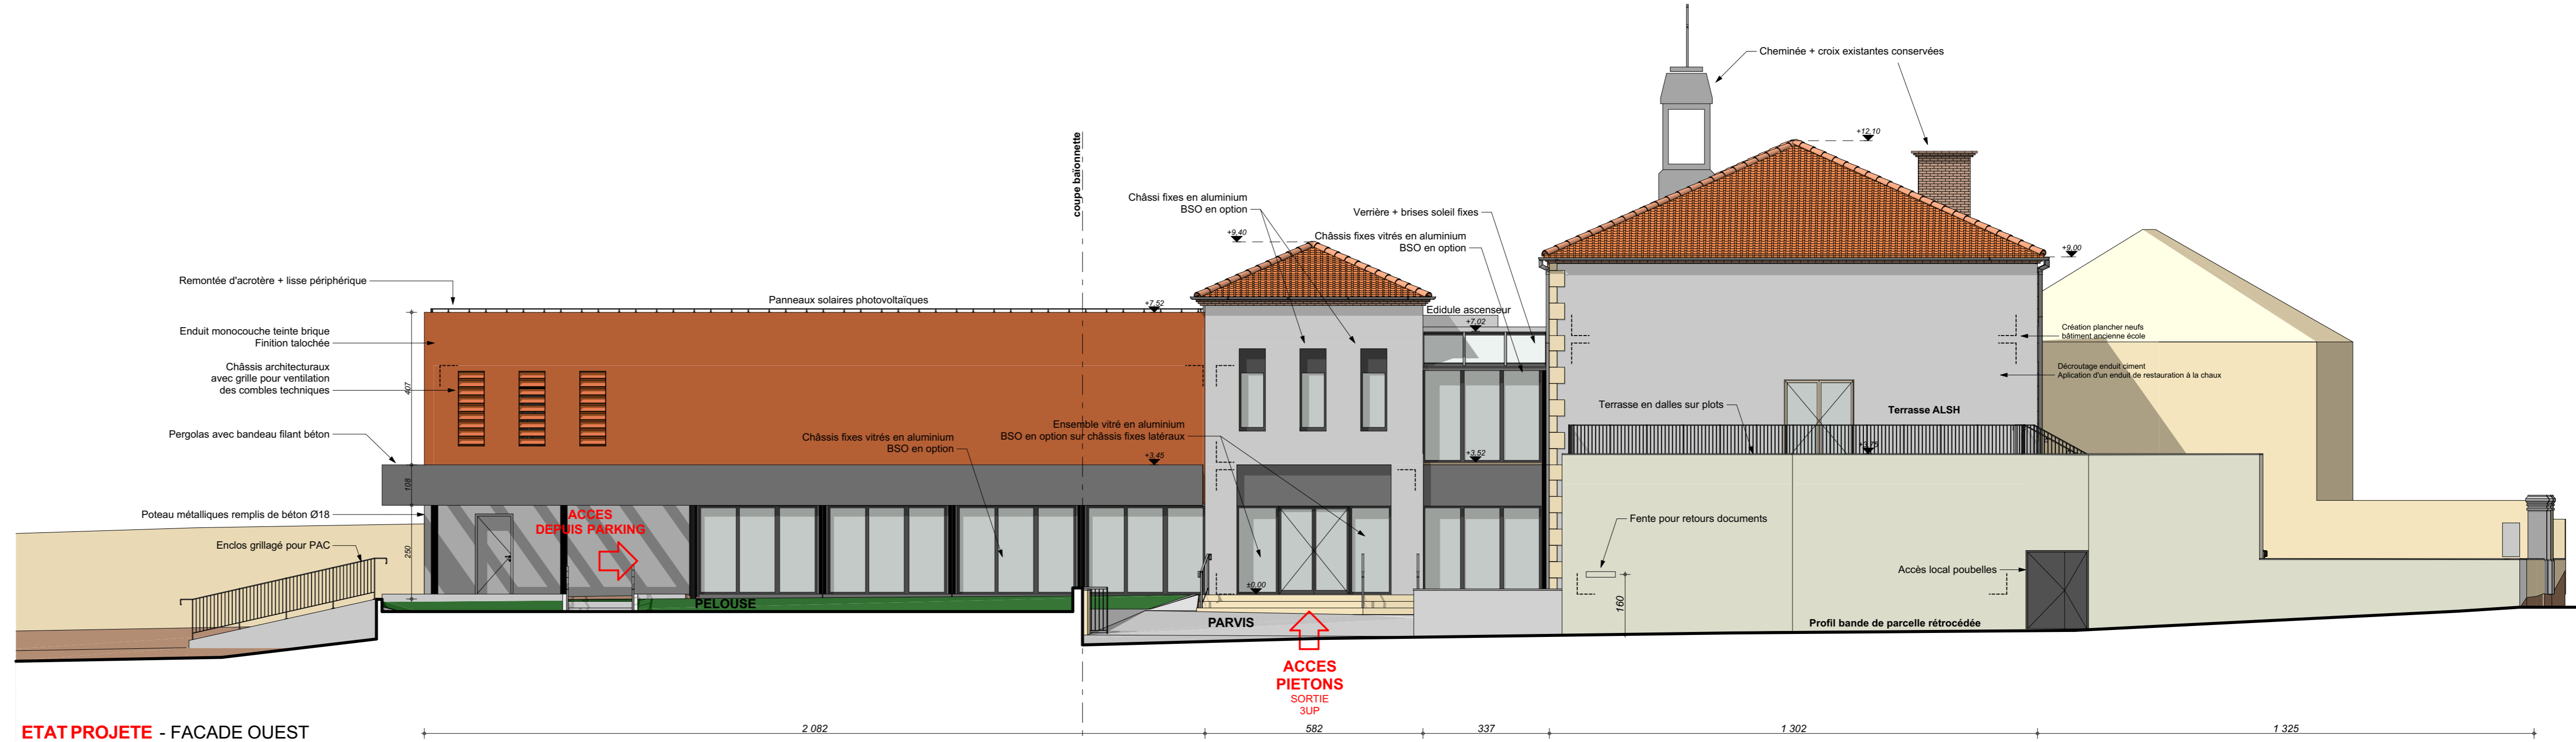 Cheminée + croix existantes conservées
+12,10
coupe baïonnette
Châssi fixes en aluminium
BSO en option
Verrière + brises soleil fixes
+9,40
Châssis fixes vitrés en aluminium
BSO en option
+9,00
Remontée d'acrotère + lisse périphérique
Panneaux solaires photovoltaïques
+7,52
Edidule ascenseur
+7,02
Enduit monocouche teinte brique
Finition talochée
Création plancher neufs
bâtiment ancienne école
Châssis architecturaux
avec grille pour ventilation
des combles techniques
407
Décroutage enduit ciment
Aplication d'un enduit de restauration à la chaux
Terrasse en dalles sur plots
Terrasse ALSH
Pergolas avec bandeau filant béton
Châssis fixes vitrés en aluminium
BSO en option
Ensemble vitré en aluminium
BSO en option sur châssis fixes latéraux
+3,75
+3,45
+3,52
108
Poteau métalliques remplis de béton Ø18
ACCES
DEPUIS PARKING
Fente pour retours documents
Enclos grillagé pour PAC
250
Accès local poubelles
±0,00
160
PELOUSE
PARVIS
Profil bande de parcelle rétrocédée
ACCES
PIETONS
SORTIE
3UP
ETAT PROJETE - FACADE OUEST
2 082
582
337
1 302
1 325